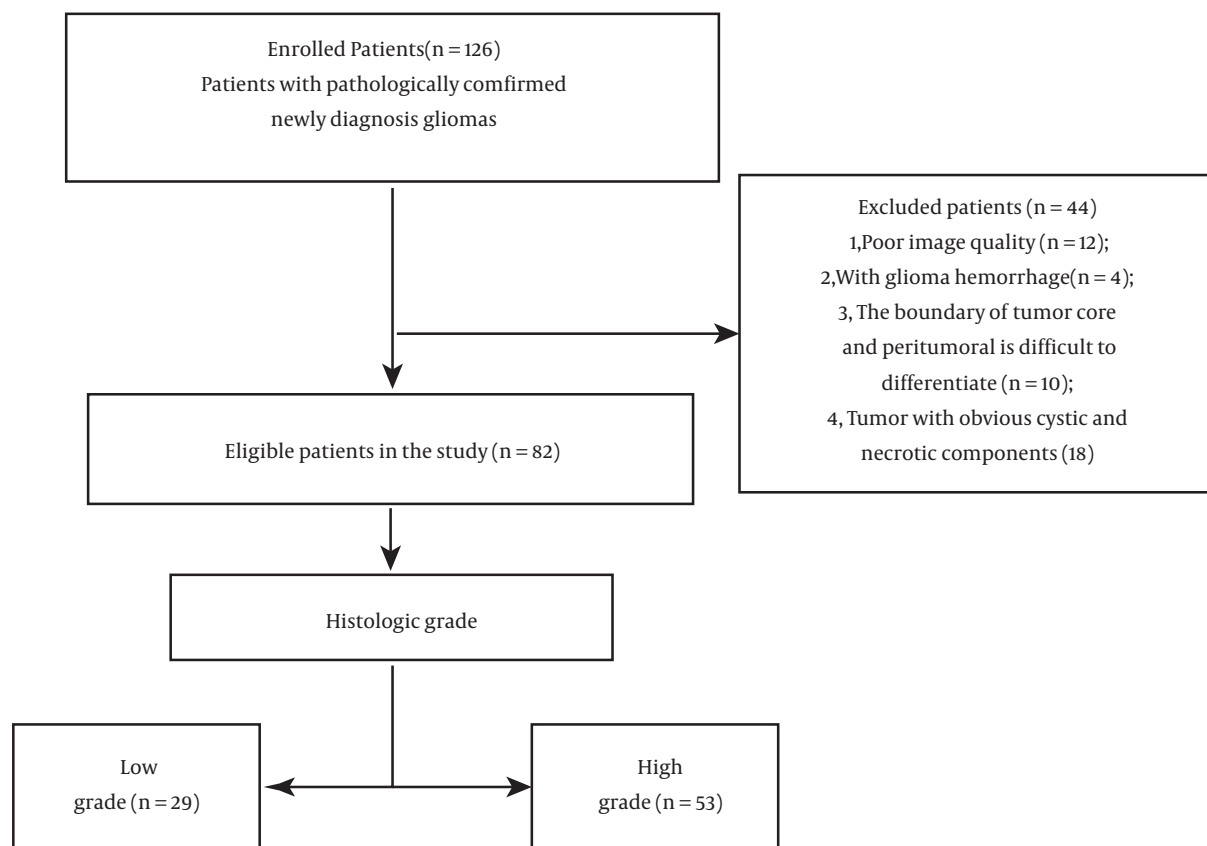 Enrolled Patients(n = 126)
Patients with pathologically comfirmed
newly diagnosis gliomas
Excluded patients (n = 44)
1,Poor image quality (n = 12);
2,With glioma hemorrhage(n = 4);
3, The boundary of tumor core
and peritumoral is difficult to
differentiate (n = 10);
4, Tumor with obvious cystic and
necrotic components (18)
Eligible patients in the study (n = 82)
Histologic grade
Low
grade (n = 29)
High
grade (n = 53)